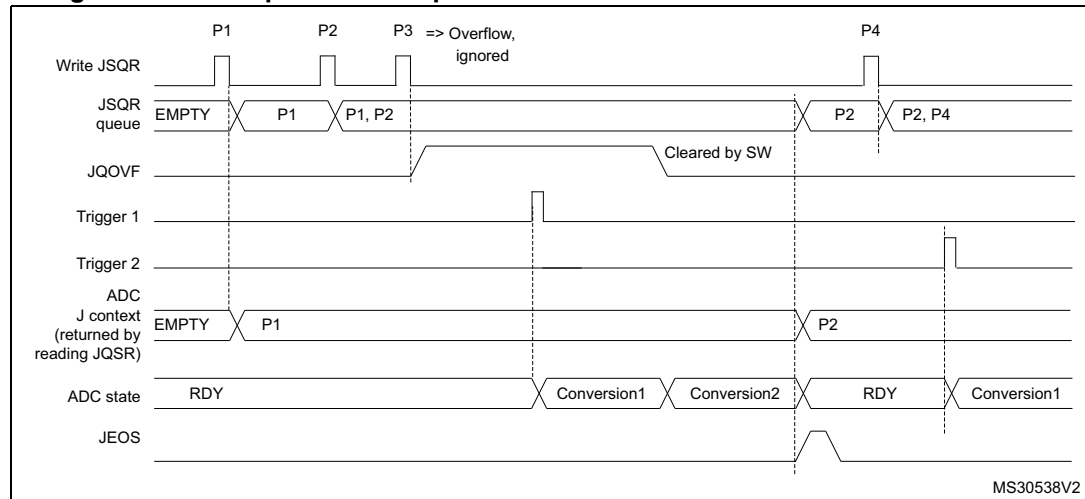 P1 P2 P3 => Overflow, P4
ignored
Write JSQR
JSQR
queue
EMPTY P1 P1, P2 P2 P2, P4
JQOVF
Cleared by SW
Trigger 1
Trigger 2
ADC
J context
(returned by
reading JQSR)
EMPTY P1 P2
ADC state RDY Conversion1 Conversion2 RDY Conversion1
JEOS
MS30538V2